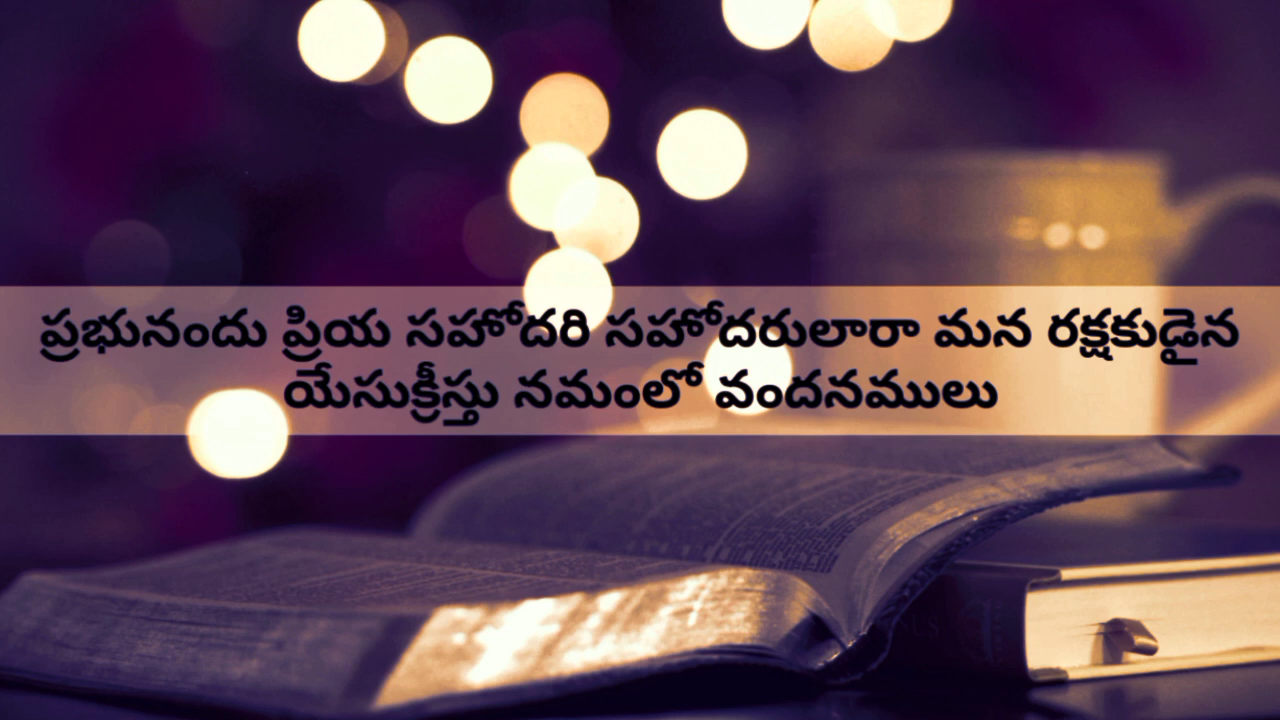 ప్రభునందు ప్రియ సహోదరి సహోదరులారా మన రక్షకుడైన
యేసుక్రీస్తు నమంలో వందనములు